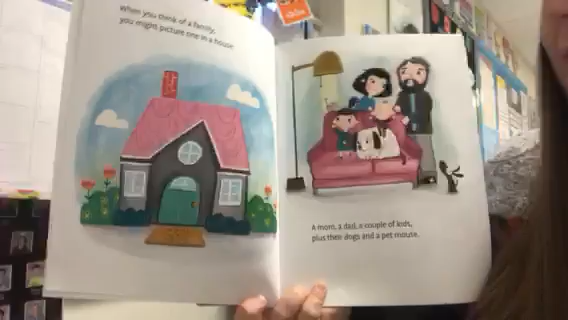 When you think of a family,
you might picture one in a house:
A mom, a dad, a couple of kids,
plus their dogs and a pet mouse.